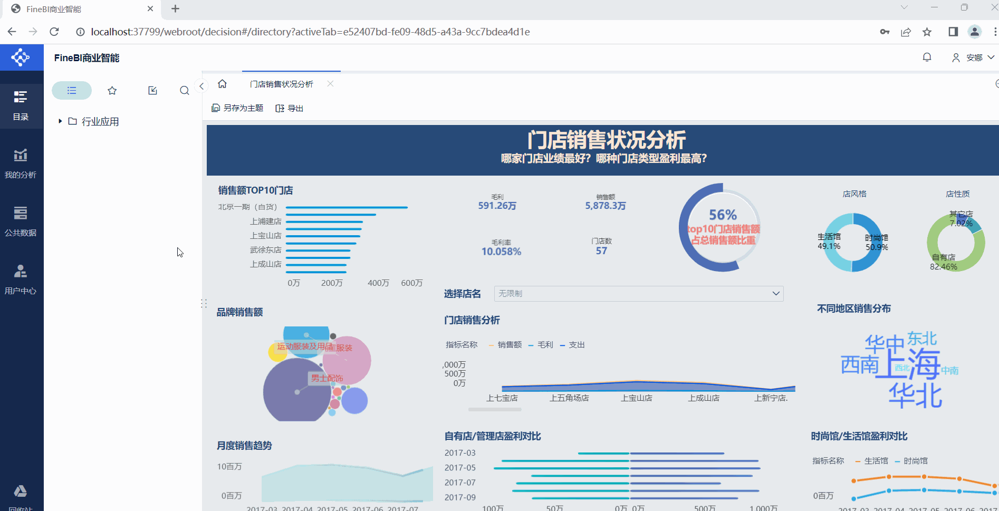 FineBI商业智能
localhost:37799/webroot/decision#/directory?activeTab=e52407bd-fe09-48d5-a43a-9cc7bdea4d1e
FineBI商业智能
安娜
目录
我的分析
公共数据
用户中心
回收站
行业应用
门店销售状况分析
另存为主题
导出
门店销售状况分析
哪家门店业绩最好？哪种门店类型盈利最高？
销售额TOP10门店
北京一期（百货）
上浦建店
上宝山店
武徐东店
上成山店
0万 200万 400万 600万
毛利
591.26万
销售额
5,878.3万
毛利率
10.058%
门店数
57
56%
top10门店销售额
占总销售额比重
店风格
生活馆
49.1%
时尚馆
50.9%
店性质
其它店
7.02%
自有店
82.46%
选择店名
无限制
品牌销售额
运动服装及用品
童服装
男士配饰
门店销售分析
指标名称 销售额 毛利 支出
,000万
500万
0万
上七宝店 上五角场店 上宝山店 上成山店 上新宁店.
不同地区销售分布
华中
东北
西南
上海
西北
中南
华北
月度销售趋势
10百万
0百万
2017-03 2017-04 2017-05 2017-06 2017-07
自有店/管理店盈利对比
2017-03
2017-05
2017-07
2017-09
100万 50万 0万 0万 500万 1,000万
时尚馆/生活馆盈利对比
指标名称 生活馆 时尚馆
0百万
2017-03 2017-04 2017-05 2017-06 2017